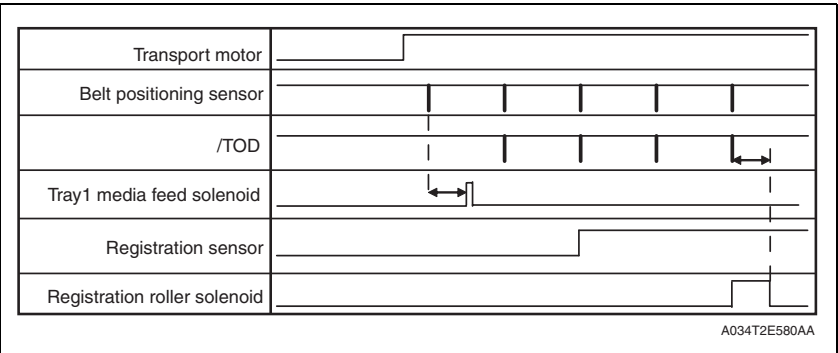 Transport motor
Belt positioning sensor
/TOD
Tray1 media feed solenoid
Registration sensor
Registration roller solenoid
A034T2E580AA